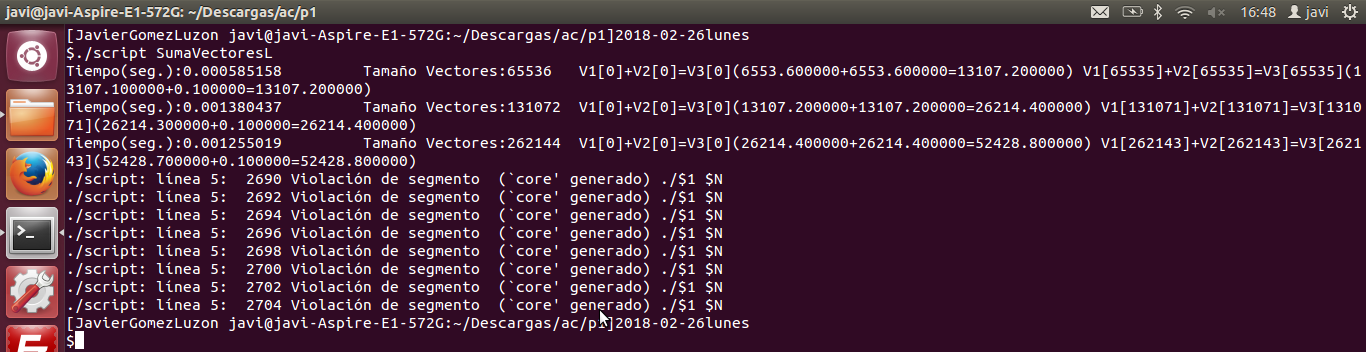 javi@javi-Aspire-E1-572G: ~/Descargas/ac/p1 16:48 javi
[JavierGomezLuzon javi@javi-Aspire-E1-572G:~/Descargas/ac/p1]2018-02-26lunes
$./script SumaVectoresL
Tiempo(seg.):0.000585158 Tamaño Vectores:65536 V1[0]+V2[0]=V3[0](6553.600000+6553.600000=13107.200000) V1[65535]+V2[65535]=V3[65535](1
3107.100000+0.100000=13107.200000)
Tiempo(seg.):0.001380437 Tamaño Vectores:131072 V1[0]+V2[0]=V3[0](13107.200000+13107.200000=26214.400000) V1[131071]+V2[131071]=V3[1310
71](26214.300000+0.100000=26214.400000)
Tiempo(seg.):0.001255019 Tamaño Vectores:262144 V1[0]+V2[0]=V3[0](26214.400000+26214.400000=52428.800000) V1[262143]+V2[262143]=V3[2621
43](52428.700000+0.100000=52428.800000)
./script: línea 5: 2690 Violación de segmento (`core' generado) ./$1 $N
./script: línea 5: 2692 Violación de segmento (`core' generado) ./$1 $N
./script: línea 5: 2694 Violación de segmento (`core' generado) ./$1 $N
./script: línea 5: 2696 Violación de segmento (`core' generado) ./$1 $N
./script: línea 5: 2698 Violación de segmento (`core' generado) ./$1 $N
./script: línea 5: 2700 Violación de segmento (`core' generado) ./$1 $N
./script: línea 5: 2702 Violación de segmento (`core' generado) ./$1 $N
./script: línea 5: 2704 Violación de segmento (`core' generado) ./$1 $N
[JavierGomezLuzon javi@javi-Aspire-E1-572G:~/Descargas/ac/p1]2018-02-26lunes
$